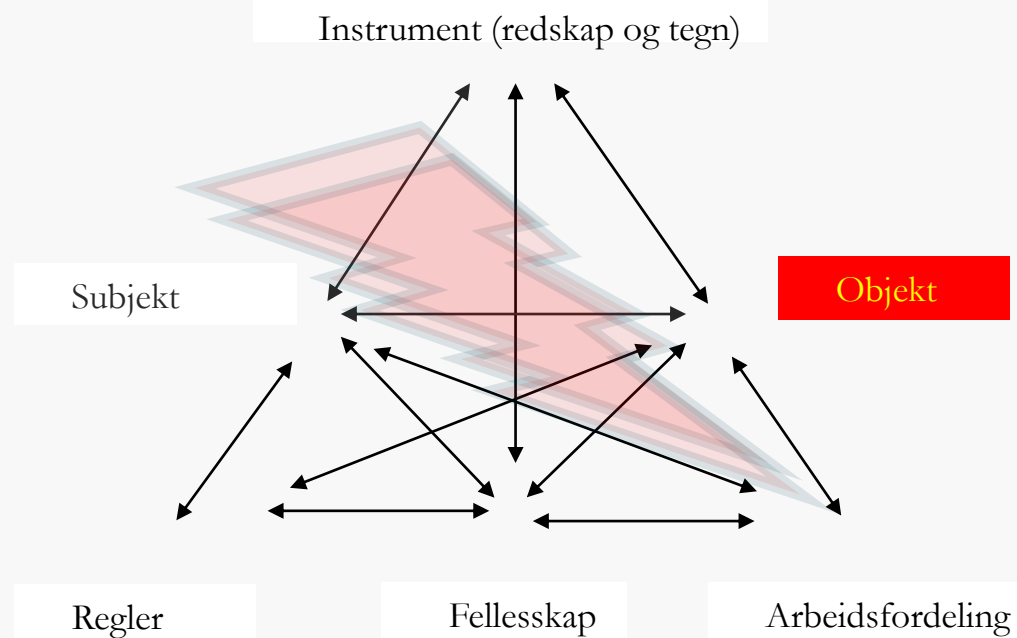 Instrument (redskap og tegn)
Subjekt
Objekt
Regler
Fellesskap
Arbeidsfordeling